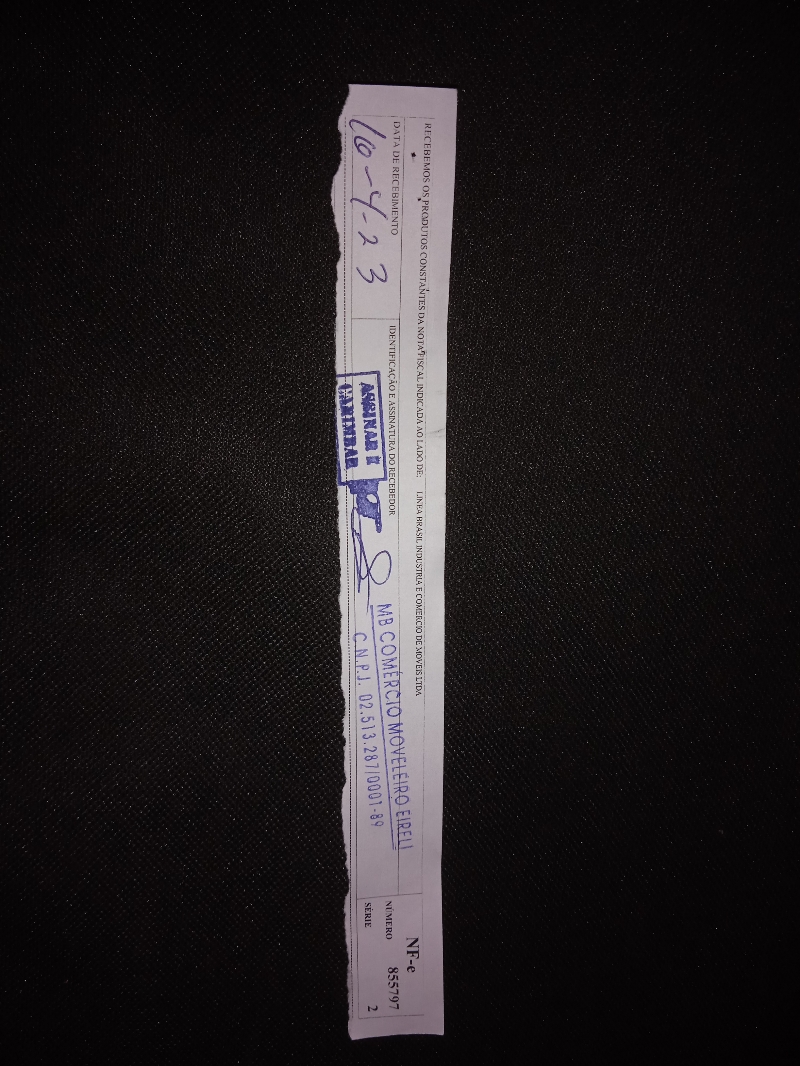 RECEBEMOS OS PRODUTOS CONSTANTES DA NOTA FISCAL INDICADA AO LADO DE: LINEA BRASIL INDUSTRIA E COMERCIO DE MOVEIS LTDA
DATA DE RECEBIMENTO
10-4-23
IDENTIFICAÇÃO E ASSINATURA DO RECEBEDOR
ASSINAR E
CARIMBAR
MB COMÉRCIO MOVELEIRO EIRELI
C.N.P.J. 02.513.287/0001-89
NF-e
NÚMERO 855797
SÉRIE 2